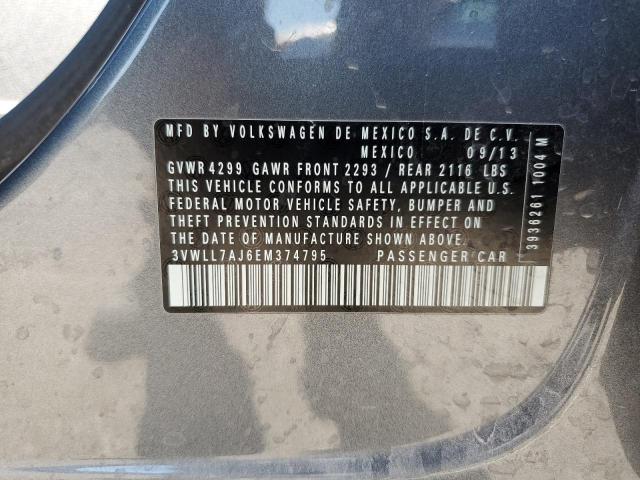 MFD BY VOLKSWAGEN DE MEXICO S.A. DE C.V.
MEXICO 09/13
GVWR 4299 GAWR FRONT 2293 / REAR 2116 LBS
THIS VEHICLE CONFORMS TO ALL APPLICABLE U.S.
FEDERAL MOTOR VEHICLE SAFETY, BUMPER AND
THEFT PREVENTION STANDARDS IN EFFECT ON
THE DATE OF MANUFACTURE SHOWN ABOVE.
3VWLL7AJ6EM374795 PASSENGER CAR
3936261 1004 M